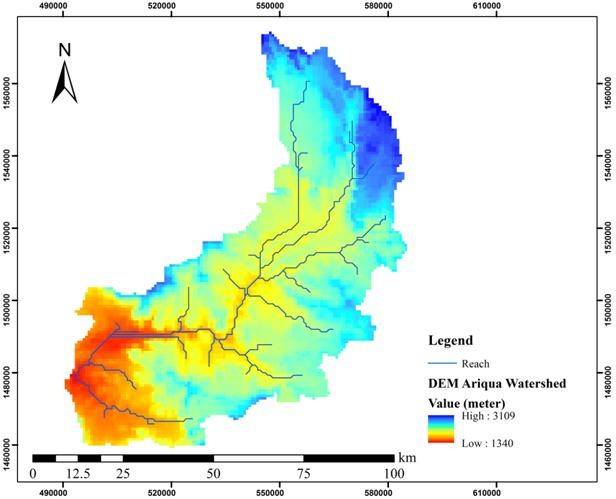 490000 520000 550000 580000
N
1560000 1560000
1540000 1540000
1520000 1520000
1500000 1500000
1480000 1480000
1460000 1460000
Legend
Reach
DEM Ariqua Watershed
Value (meter)
High : 3109
Low : 1340
km
0 12.5 25 50 75 100
490000 520000 550000 580000